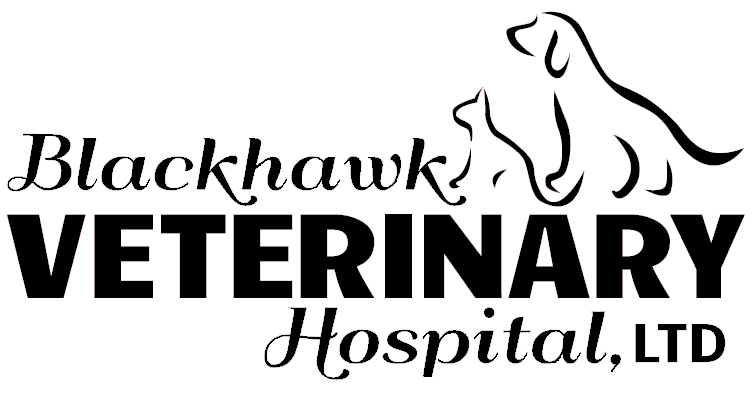 Blackhawk
VETERINARY
Hospital, LTD